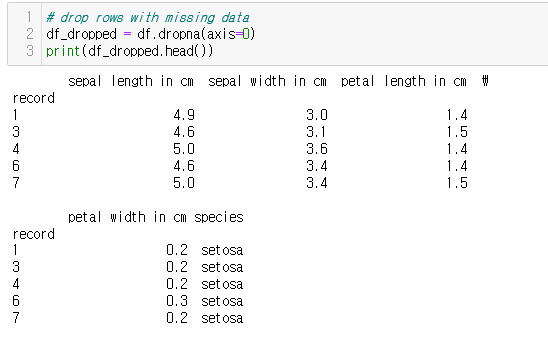 1 # drop rows with missing data
2 df_dropped = df.dropna(axis=0)
3 print(df_dropped.head())
sepal length in cm sepal width in cm petal length in cm ₩
record
1 4.9 3.0 1.4
3 4.6 3.1 1.5
4 5.0 3.6 1.4
6 4.6 3.4 1.4
7 5.0 3.4 1.5
petal width in cm species
record
1 0.2 setosa
3 0.2 setosa
4 0.2 setosa
6 0.3 setosa
7 0.2 setosa